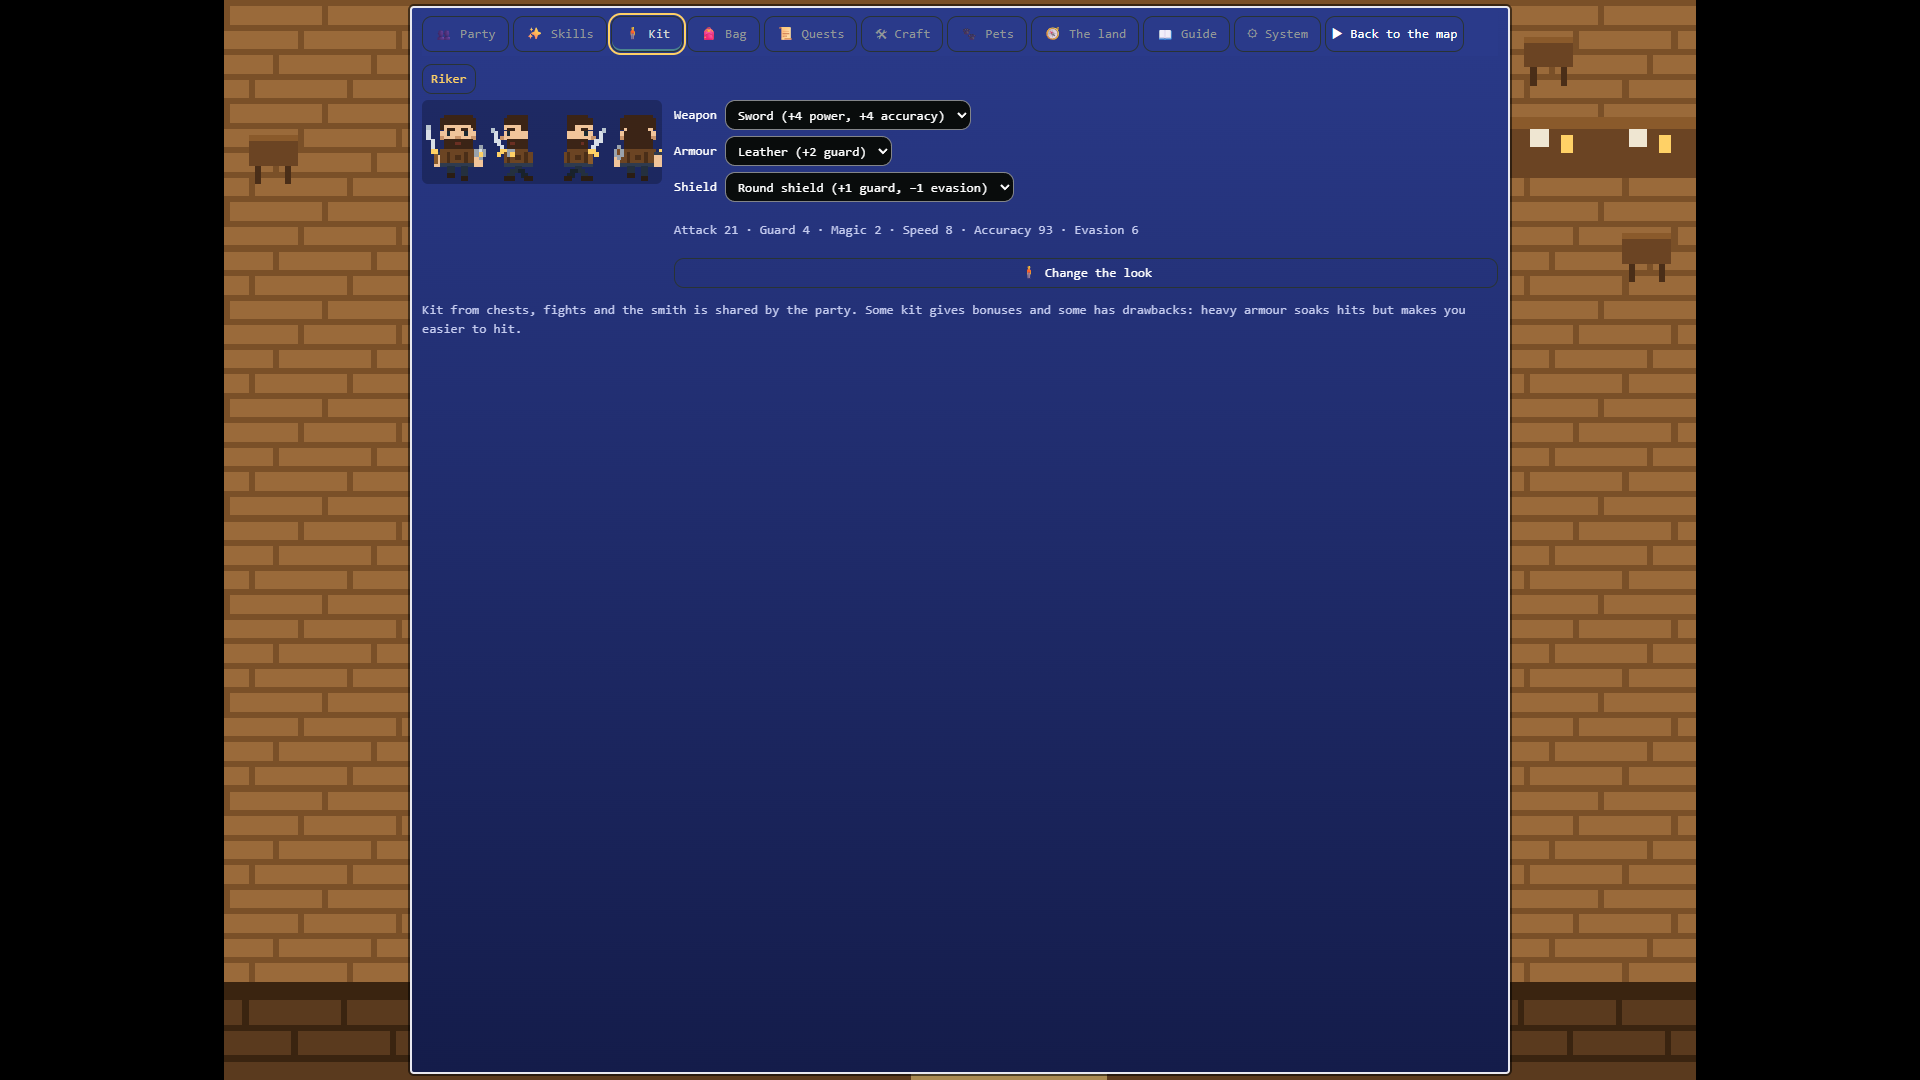 Party Skills Kit Bag Quests Craft Pets The land Guide System Back to the map
Riker
Weapon Sword (+4 power, +4 accuracy)
Armour Leather (+2 guard)
Shield Round shield (+1 guard, −1 evasion)
Attack 21 · Guard 4 · Magic 2 · Speed 8 · Accuracy 93 · Evasion 6
Change the look
Kit from chests, fights and the smith is shared by the party. Some kit gives bonuses and some has drawbacks: heavy armour soaks hits but makes you
easier to hit.